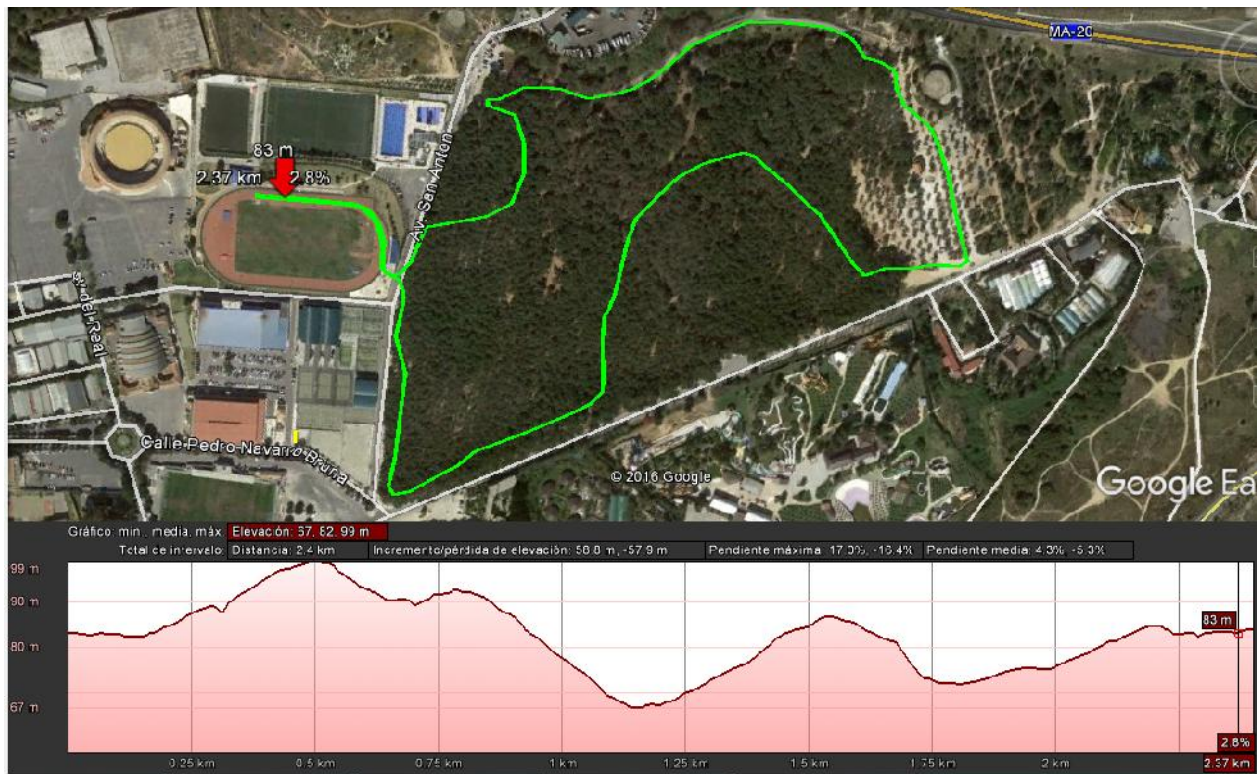 MA-20
83 m
2.37 km 2.8%
Av. San Anton
sv del Real
Calle Pedro Navarro Bruna
© 2016 Google
Google Ea
Gráfico: mín., media, máx. Elevación: 67, 82, 99 m
Total de intervalo: Distancia: 2,4 km Incremento/pérdida de elevación: 58.8 m, -57.9 m Pendiente máxima: 17.0%, -16.4% Pendiente media: 4.3%, -5.3%
99 m
90 m
83 m
80 m
67 m
2.8%
0.25 km 0.5 km 0.75 km 1 km 1.25 km 1.5 km 1.75 km 2 km 2.37 km